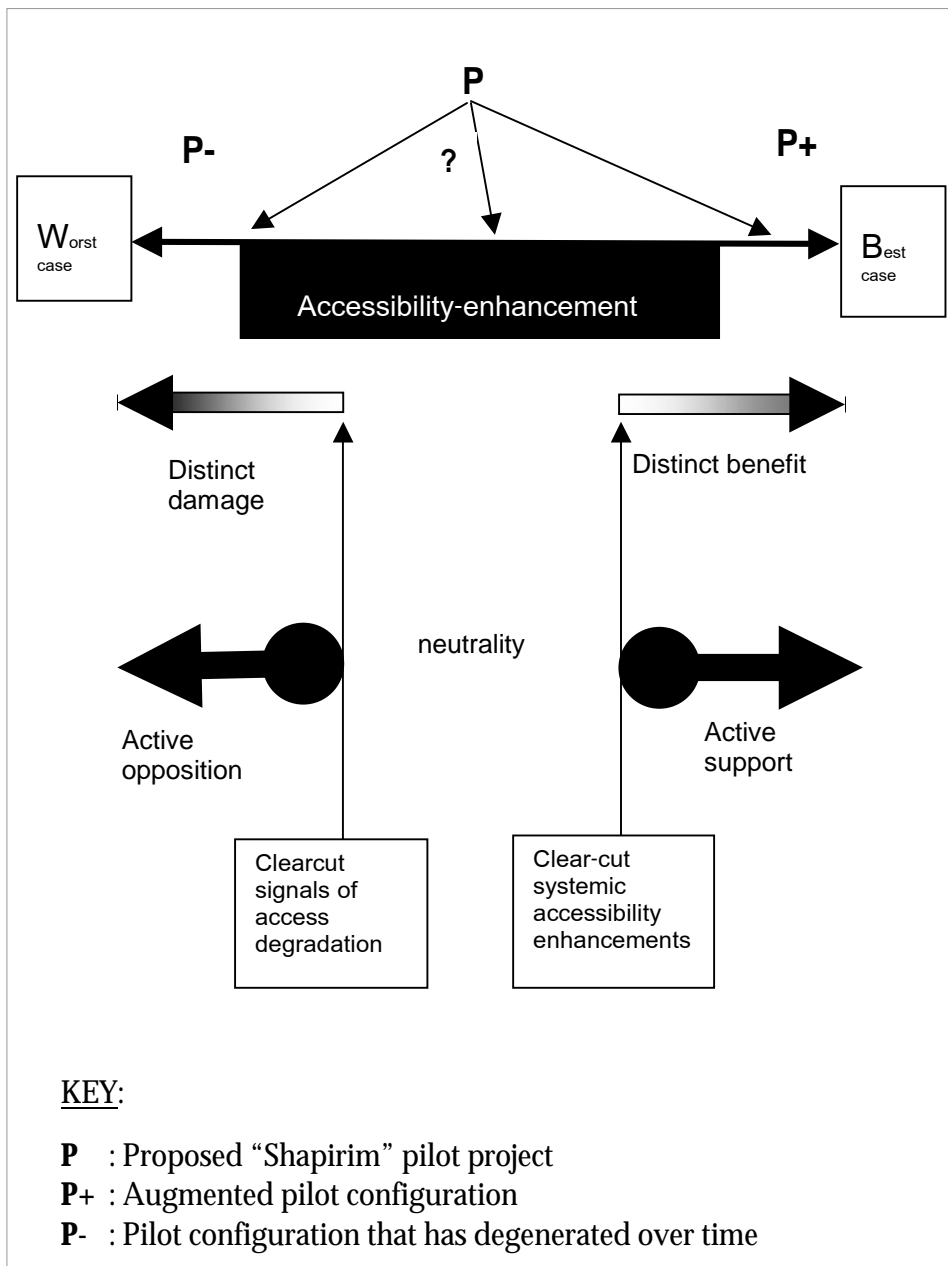 P
P-
?
P+
Worst
case
Best
case
Accessibility-enhancement
Distinct
damage
Distinct benefit
neutrality
Active
opposition
Active
support
Clearcut
signals of
access
degradation
Clear-cut
systemic
accessibility
enhancements
KEY:
P : Proposed “Shapirim” pilot project
P+ : Augmented pilot configuration
P- : Pilot configuration that has degenerated over time